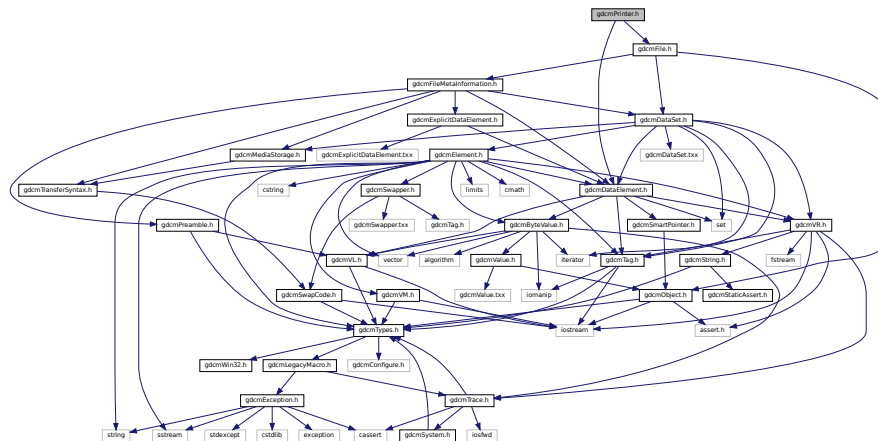 gdcmPrinter.h
gdcmFile.h
gdcmFileMetaInformation.h
gdcmExplicitDataElement.h
gdcmDataSet.h
gdcmMediaStorage.h
gdcmExplicitDataElement.txx
gdcmElement.h
gdcmDataSet.txx
gdcmTransferSyntax.h
cstring
gdcmSwapper.h
limits
cmath
gdcmDataElement.h
gdcmPreamble.h
gdcmSwapper.txx
gdcmTag.h
gdcmByteValue.h
gdcmSmartPointer.h
set
gdcmVR.h
gdcmVL.h
vector
algorithm
gdcmValue.h
iterator
gdcmTag.h
gdcmString.h
fstream
gdcmSwapCode.h
gdcmVM.h
gdcmValue.txx
iomanip
gdcmObject.h
gdcmStaticAssert.h
gdcmTypes.h
iostream
assert.h
gdcmWin32.h
gdcmLegacyMacro.h
gdcmConfigure.h
gdcmException.h
gdcmTrace.h
string
sstream
stdexcept
cstdlib
exception
cassert
gdcmSystem.h
iosfwd